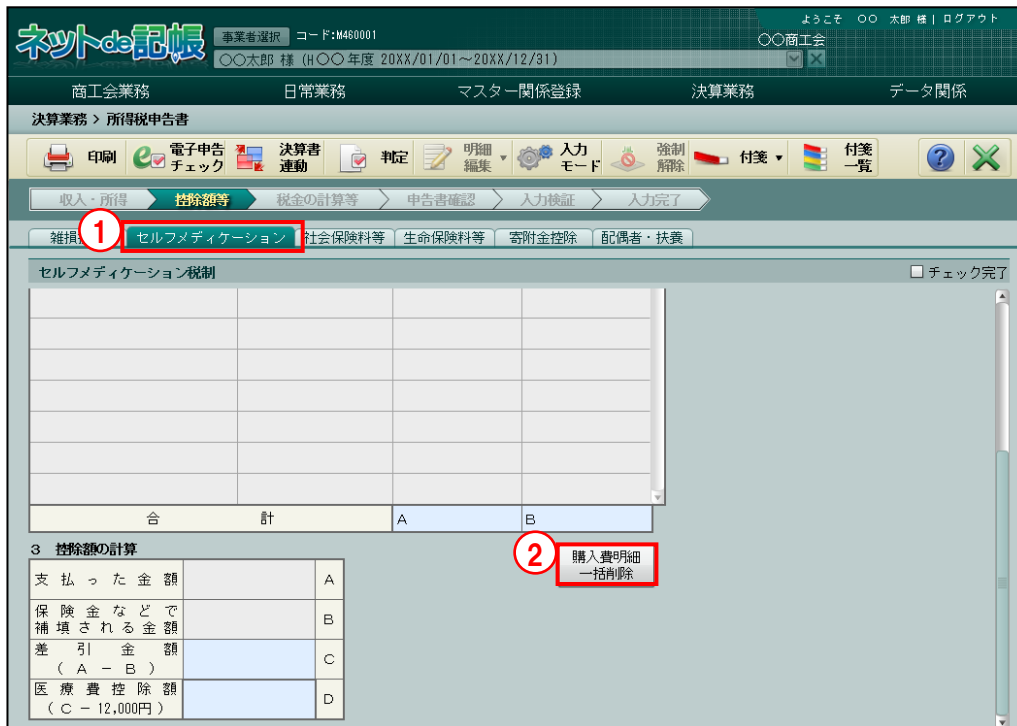 ようこそ 〇〇 太郎 様 | ログアウト
ネットde記帳
事業者選択 コード:M460001
〇〇商工会
〇〇太郎 様 (H〇〇年度 20XX/01/01～20XX/12/31)
商工会業務 日常業務 マスター関係登録 決算業務 データ関係
決算業務 > 所得税申告書
印刷 電子申告チェック 決算書連動 判定 明細編集 入力モード 強制解除 付箋 付箋一覧
収入・所得 控除額等 税金の計算等 申告書確認 入力検証 入力完了
1
雑損 セルフメディケーション 社会保険料等 生命保険料等 寄附金控除 配偶者・扶養
セルフメディケーション税制 チェック完了
合 計 A B
3 控除額の計算
2
購入費明細
一括削除
支払った金額 A
保険金などで
補填される金額 B
差引金額
(A－B) C
医療費控除額
(C－12,000円) D